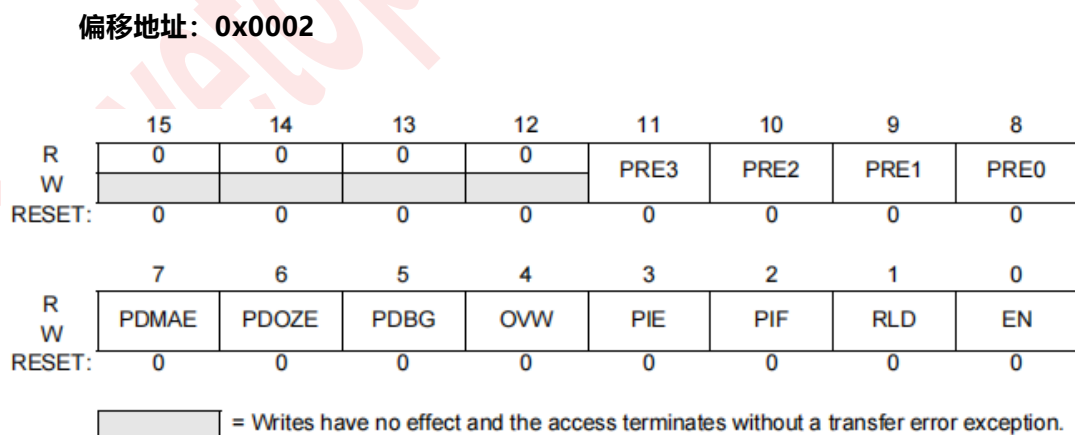 偏移地址：0x0002
15 14 13 12 11 10 9 8
R 0 0 0 0 PRE3 PRE2 PRE1 PRE0
W
RESET: 0 0 0 0 0 0 0 0
7 6 5 4 3 2 1 0
R PDMAE PDOZE PDBG OVW PIE PIF RLD EN
W
RESET: 0 0 0 0 0 0 0 0
= Writes have no effect and the access terminates without a transfer error exception.